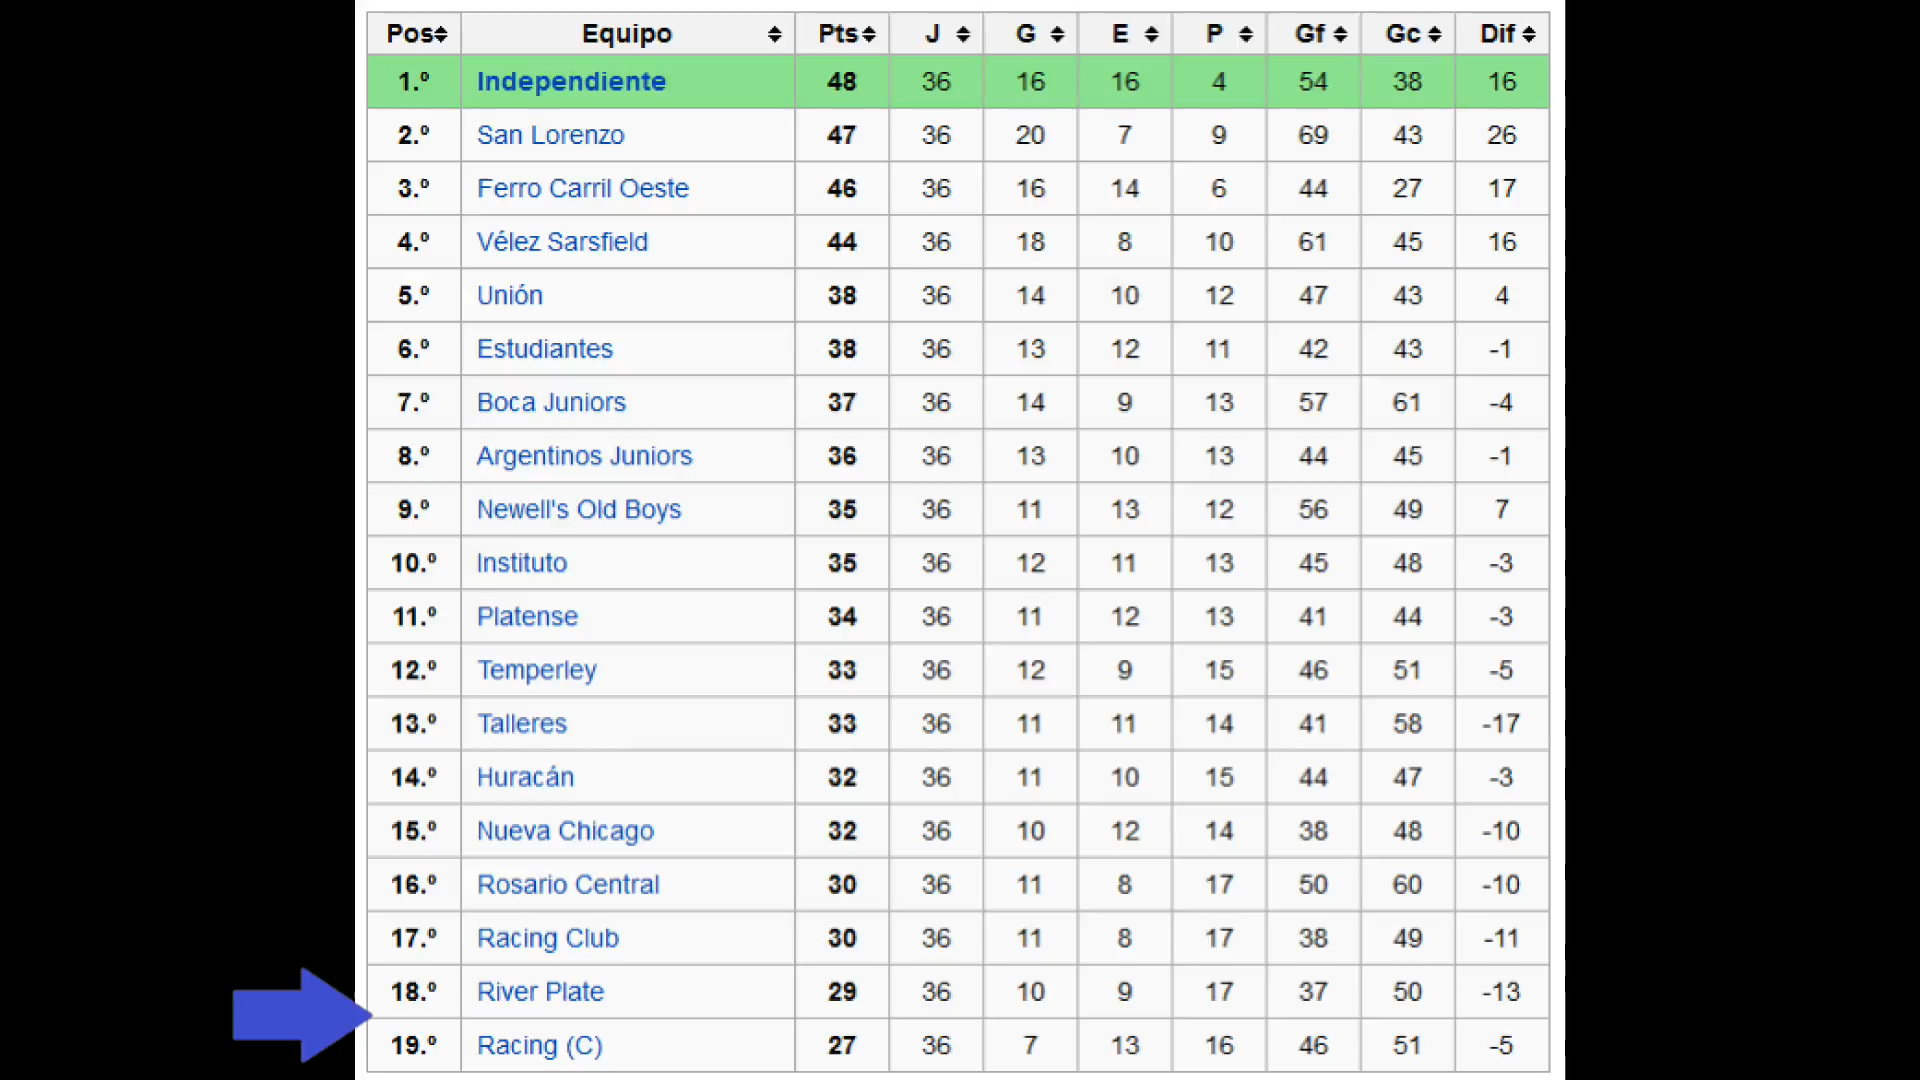 Pos Equipo Pts J G E P Gf Gc Dif
1.º Independiente 48 36 16 16 4 54 38 16
2.º San Lorenzo 47 36 20 7 9 69 43 26
3.º Ferro Carril Oeste 46 36 16 14 6 44 27 17
4.º Vélez Sarsfield 44 36 18 8 10 61 45 16
5.º Unión 38 36 14 10 12 47 43 4
6.º Estudiantes 38 36 13 12 11 42 43 -1
7.º Boca Juniors 37 36 14 9 13 57 61 -4
8.º Argentinos Juniors 36 36 13 10 13 44 45 -1
9.º Newell's Old Boys 35 36 11 13 12 56 49 7
10.º Instituto 35 36 12 11 13 45 48 -3
11.º Platense 34 36 11 12 13 41 44 -3
12.º Temperley 33 36 12 9 15 46 51 -5
13.º Talleres 33 36 11 11 14 41 58 -17
14.º Huracán 32 36 11 10 15 44 47 -3
15.º Nueva Chicago 32 36 10 12 14 38 48 -10
16.º Rosario Central 30 36 11 8 17 50 60 -10
17.º Racing Club 30 36 11 8 17 38 49 -11
18.º River Plate 29 36 10 9 17 37 50 -13
19.º Racing (C) 27 36 7 13 16 46 51 -5